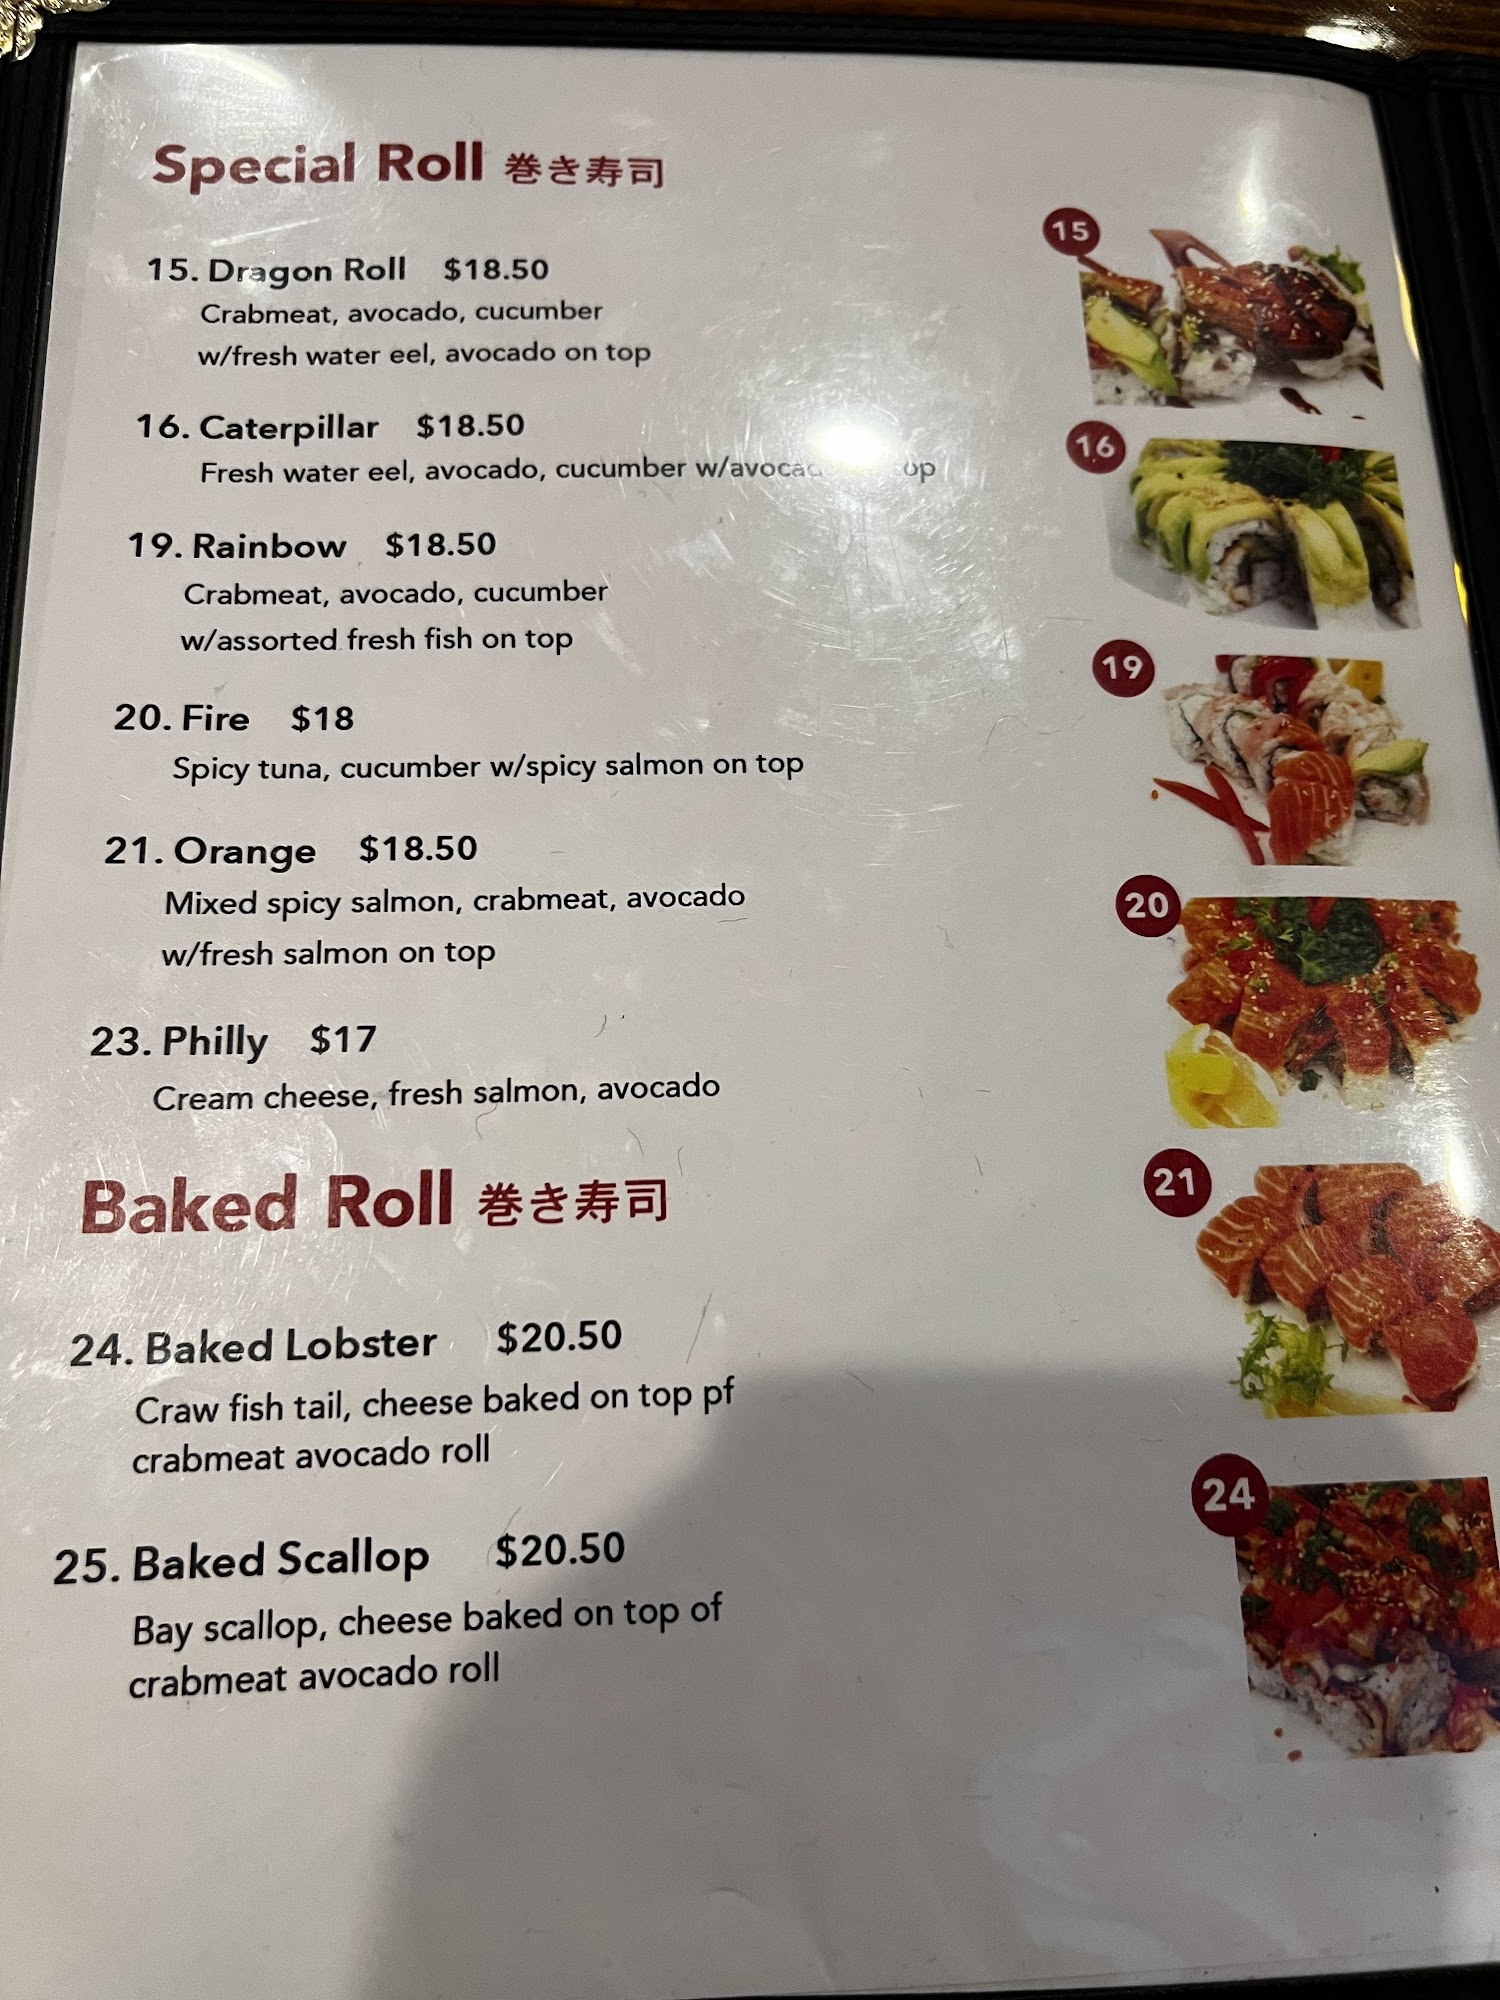 Special Roll 巻き寿司
15. Dragon Roll $18.50
Crabmeat, avocado, cucumber
w/fresh water eel, avocado on top
16. Caterpillar $18.50
Fresh water eel, avocado, cucumber
19. Rainbow $18.50
Crabmeat, avocado, cucumber
w/assorted fresh fish on top
20. Fire $18
Spicy tuna, cucumber w/spicy salmon on top
21. Orange $18.50
Mixed spicy salmon, crabmeat, avocado
w/fresh salmon on top
23. Philly $17
Cream cheese, fresh salmon, avocado
Baked Roll 巻き寿司
24. Baked Lobster $20.50
Craw fish tail, cheese baked on top pf
crabmeat avocado roll
25. Baked Scallop $20.50
Bay scallop, cheese baked on top of
crabmeat avocado roll
15
16
19
20
21
24